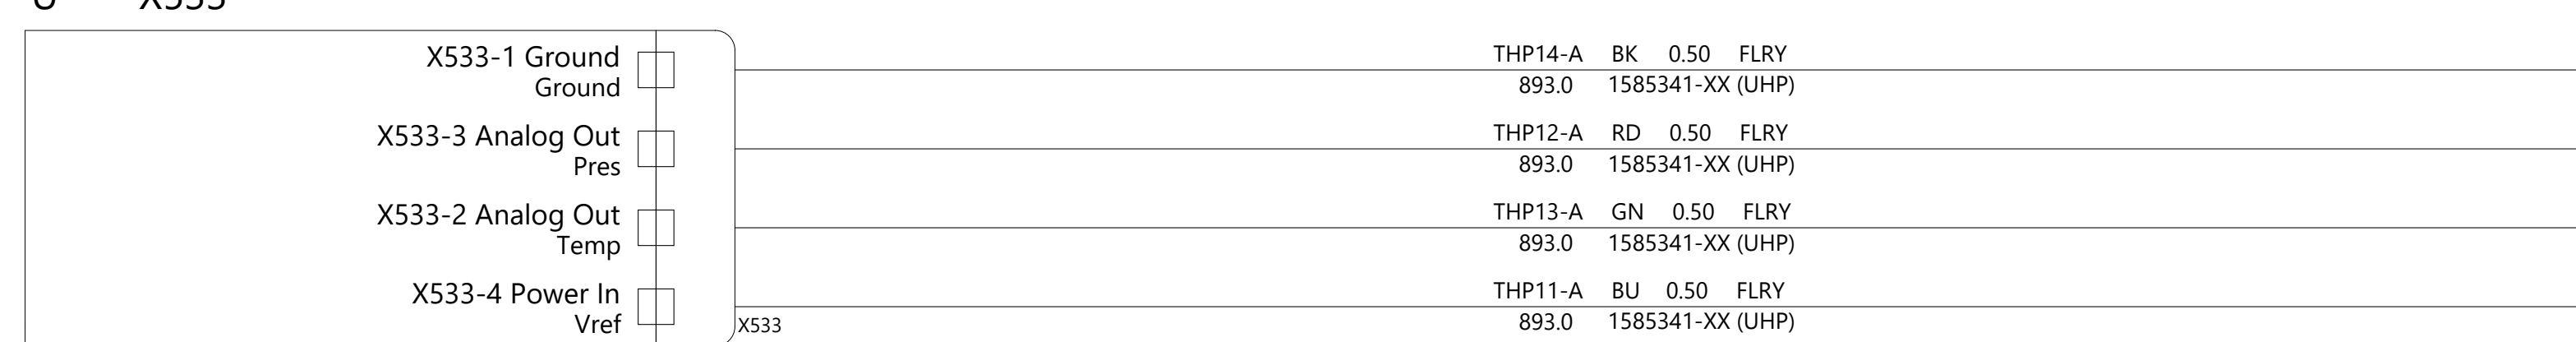 X533-1 Ground
Ground
THP14-A BK 0.50 FLRY
893.0 1585341-XX (UHP)
X533-3 Analog Out
Pres
THP12-A RD 0.50 FLRY
893.0 1585341-XX (UHP)
X533-2 Analog Out
Temp
THP13-A GN 0.50 FLRY
893.0 1585341-XX (UHP)
X533-4 Power In
Vref
THP11-A BU 0.50 FLRY
893.0 1585341-XX (UHP)
X533